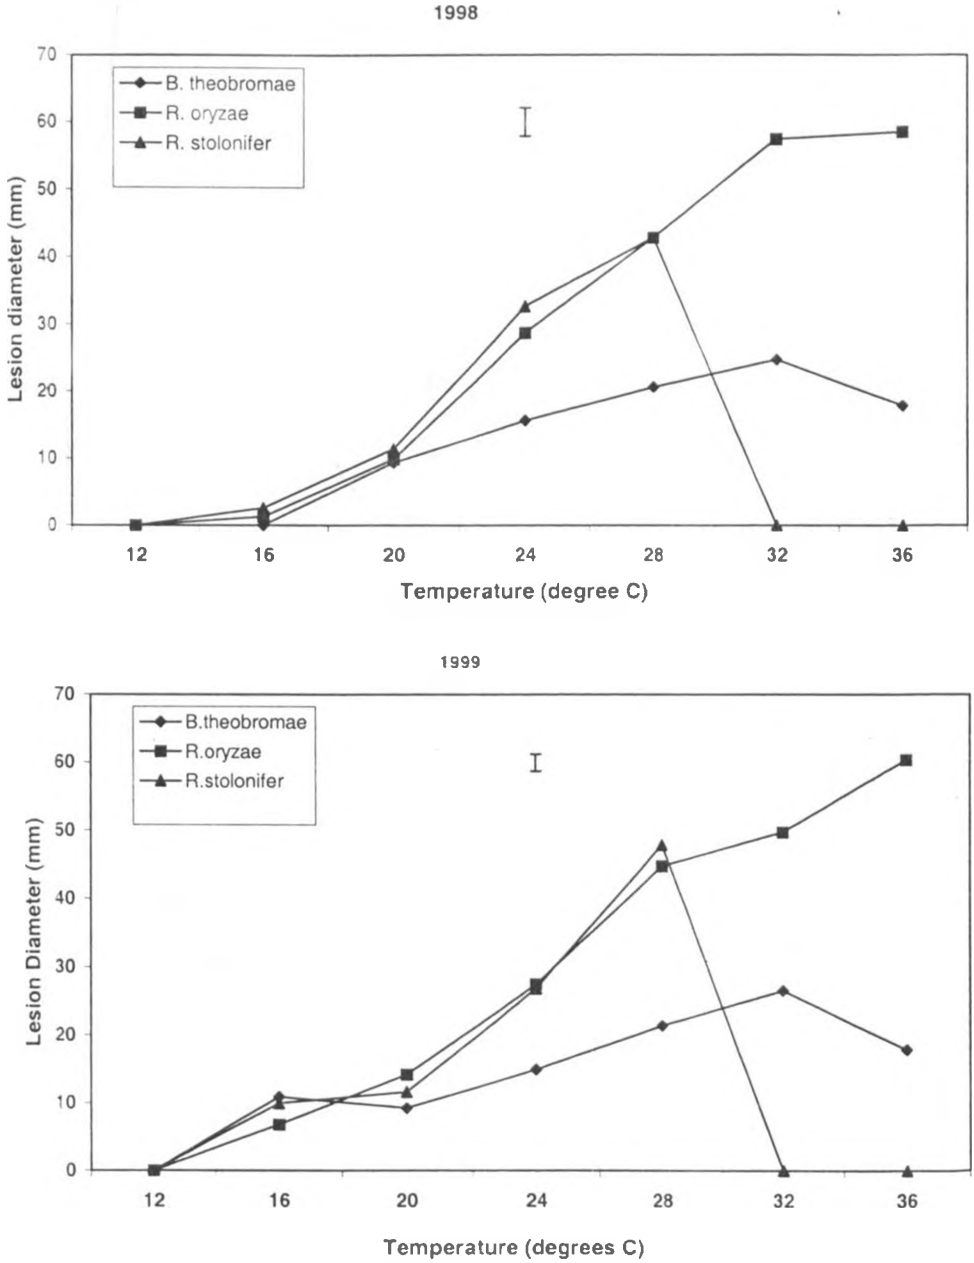 1998
70
60
50
40
30
20
10
0
B. theobromae
R. oryzae
R. stolonifer
Lesion diameter (mm)
12 16 20 24 28 32 36
Temperature (degree C)
1999
70
60
50
40
30
20
10
0
B.theobromae
R.oryzae
R.stolonifer
Lesion Diameter (mm)
12 16 20 24 28 32 36
Temperature (degrees C)